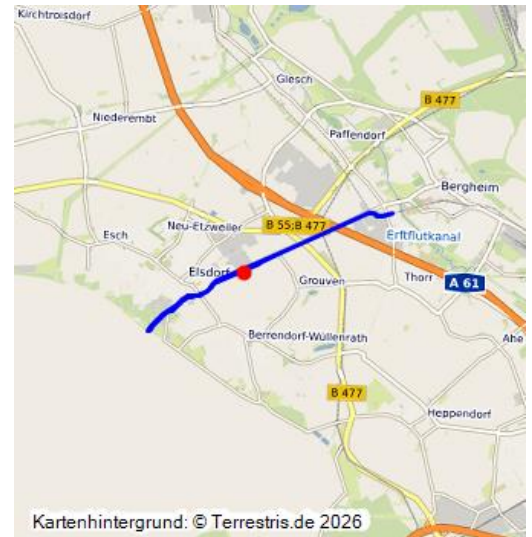 Kirchtroisdorf
Glesch
B 477
Niederembt
Paffendorf
Bergheim
Neu-Etzweiler
B 55;B 477
Esch
Erftflutkanal
Elsdorf
Grouven
Thorr
A 61
Berrendorf-Wüllenrath
Ahe
B 477
Heppendorf
Kartenhintergrund: © Terrestris.de 2026